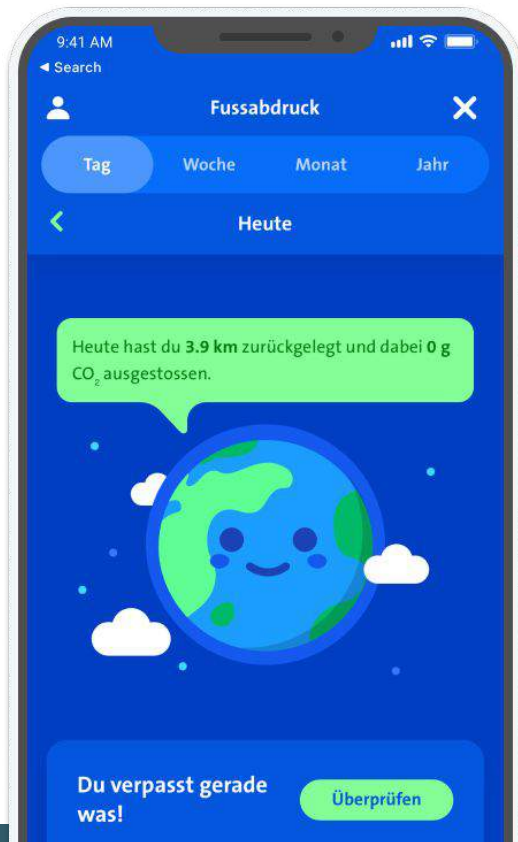 9:41 AM
◄ Search
Fussabdruck
Tag Woche Monat Jahr
Heute
Heute hast du 3.9 km zurückgelegt und dabei 0 g
CO₂ ausgestossen.
Du verpasst gerade
was!
Überprüfen